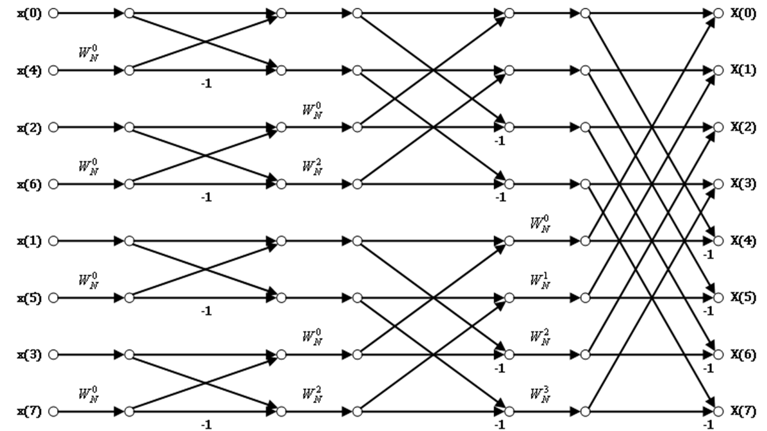 x(0) X(0)
W_N^0
x(4) -1 X(1)
W_N^0
x(2) -1 X(2)
W_N^0 W_N^2
x(6) -1 -1 X(3)
W_N^0
x(1) -1 X(4)
W_N^0 W_N^1
x(5) -1 -1 X(5)
W_N^0 W_N^2
x(3) -1 -1 X(6)
W_N^0 W_N^2 W_N^3
x(7) -1 -1 -1 X(7)